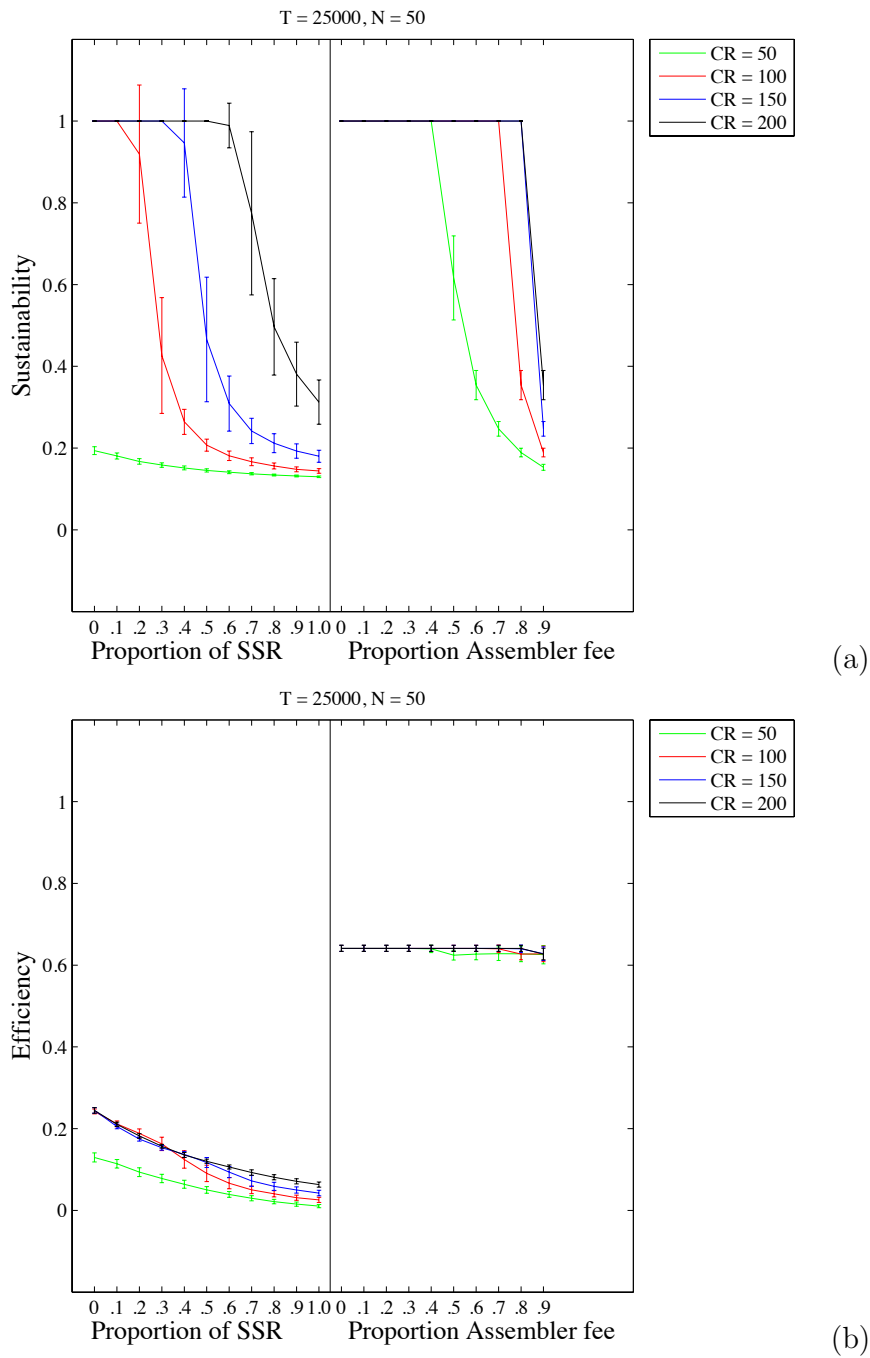 T = 25000, N = 50
CR = 50
CR = 100
CR = 150
CR = 200
1
0.8
0.6
0.4
0.2
0
Sustainability
0 .1 .2 .3 .4 .5 .6 .7 .8 .9 1.0 0 .1 .2 .3 .4 .5 .6 .7 .8 .9
Proportion of SSR Proportion Assembler fee
(a)
T = 25000, N = 50
CR = 50
CR = 100
CR = 150
CR = 200
1
0.8
0.6
0.4
0.2
0
Efficiency
0 .1 .2 .3 .4 .5 .6 .7 .8 .9 1.0 0 .1 .2 .3 .4 .5 .6 .7 .8 .9
Proportion of SSR Proportion Assembler fee
(b)